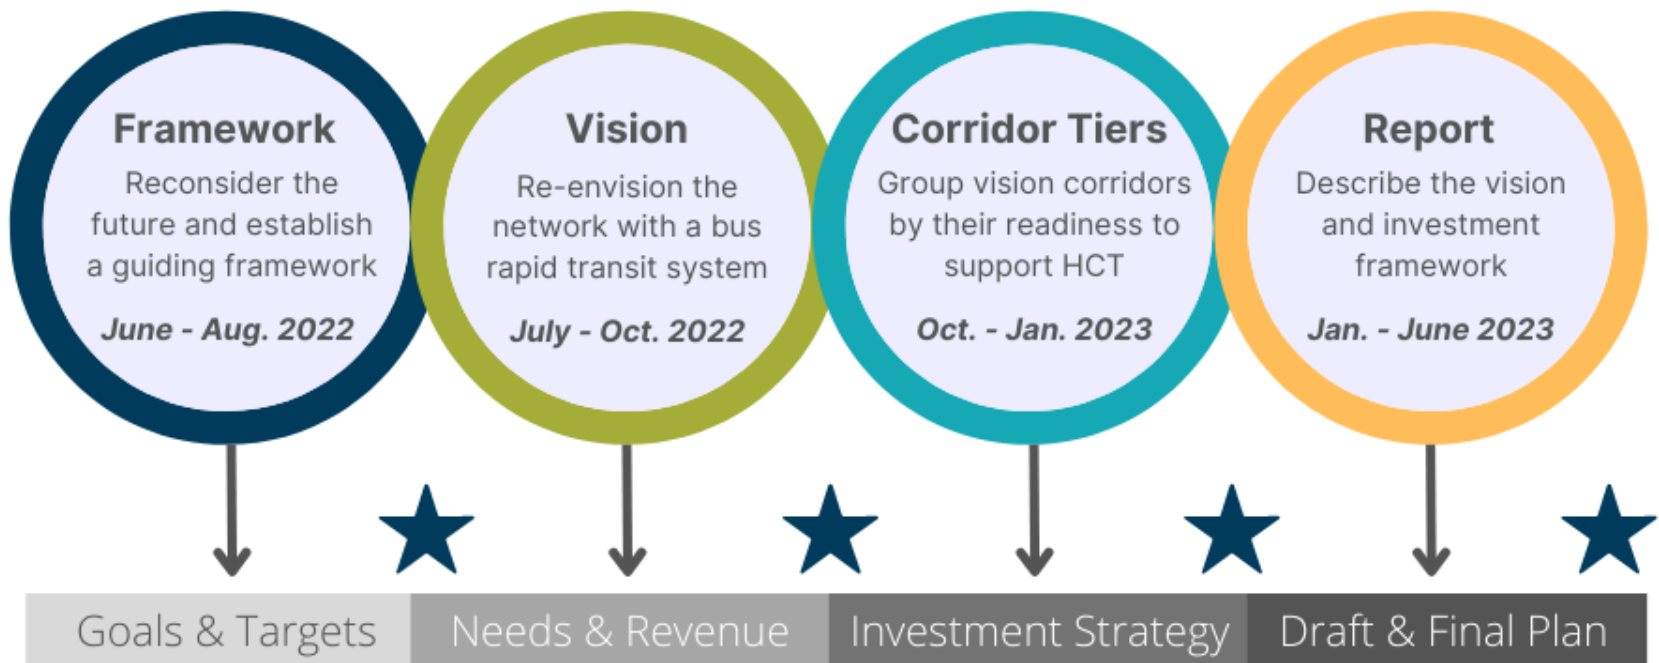 Framework
Reconsider the
future and establish
a guiding framework
June - Aug. 2022
Vision
Re-envision the
network with a bus
rapid transit system
July - Oct. 2022
Corridor Tiers
Group vision corridors
by their readiness to
support HCT
Oct. - Jan. 2023
Report
Describe the vision
and investment
framework
Jan. - June 2023
Goals & Targets
Needs & Revenue
Investment Strategy
Draft & Final Plan